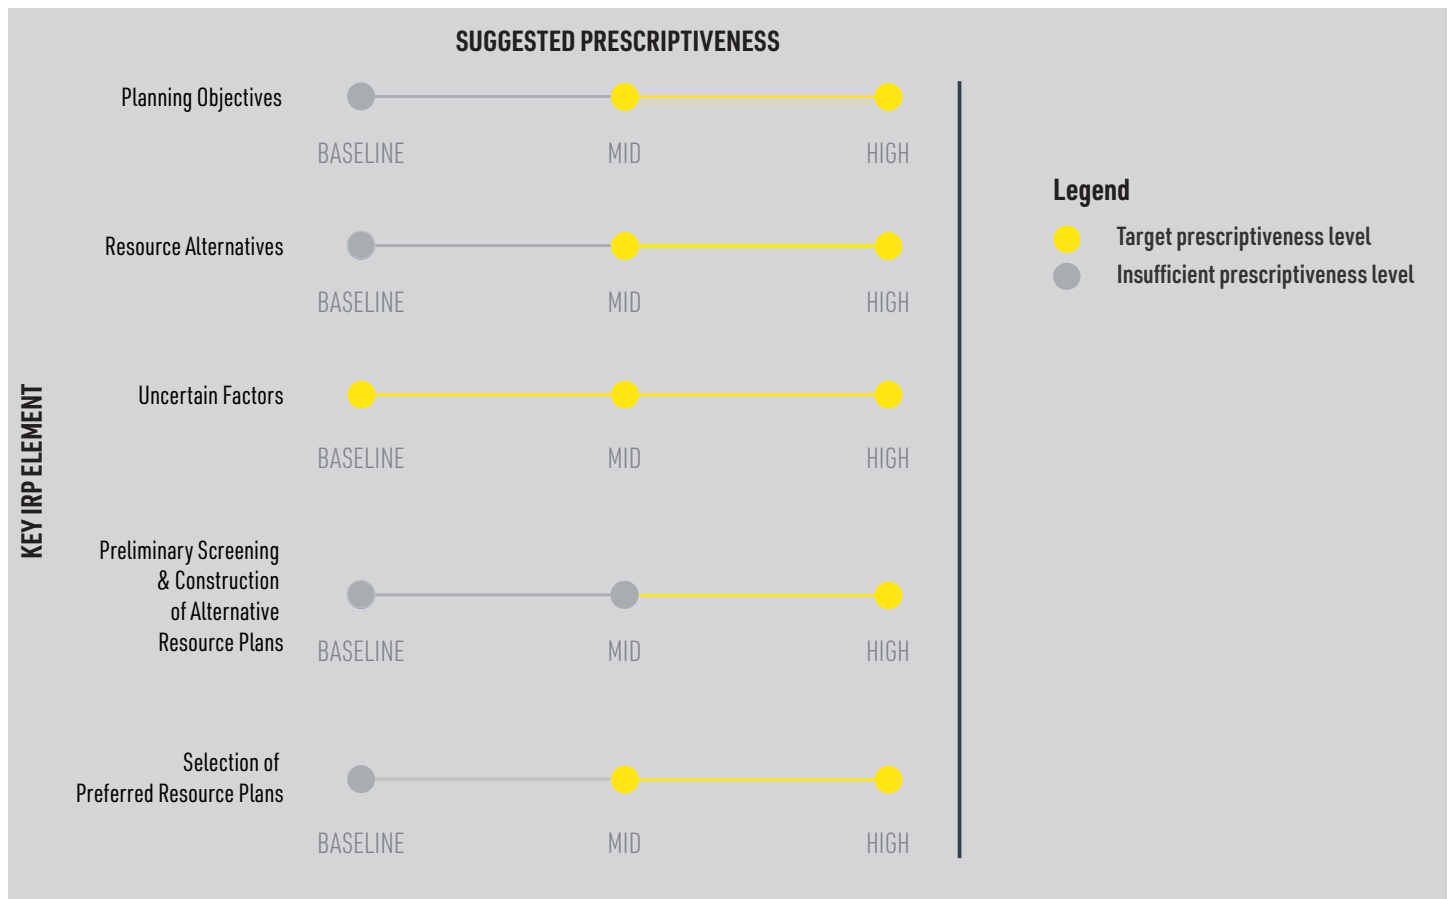 SUGGESTED PRESCRIPTIVENESS
KEY IRP ELEMENT
Planning Objectives
BASELINE MID HIGH
Resource Alternatives
BASELINE MID HIGH
Uncertain Factors
BASELINE MID HIGH
Preliminary Screening
& Construction
of Alternative
Resource Plans
BASELINE MID HIGH
Selection of
Preferred Resource Plans
BASELINE MID HIGH
Legend
Target prescriptiveness level
Insufficient prescriptiveness level